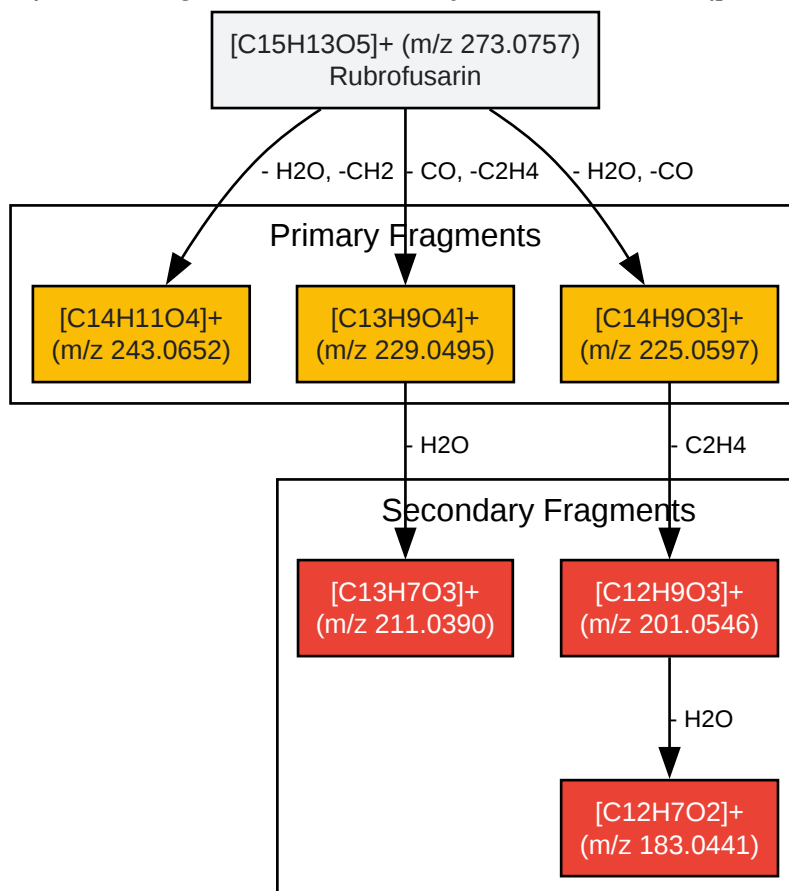 [C15H13O5]+ (m/z 273.0757)
Rubrofusarin
- H2O, -CH2
- CO, -C2H4
- H2O, -CO
Primary Fragments
[C14H11O4]+
(m/z 243.0652)
[C13H9O4]+
(m/z 229.0495)
[C14H9O3]+
(m/z 225.0597)
- H2O
- C2H4
Secondary Fragments
[C13H7O3]+
(m/z 211.0390)
[C12H9O3]+
(m/z 201.0546)
- H2O
[C12H7O2]+
(m/z 183.0441)